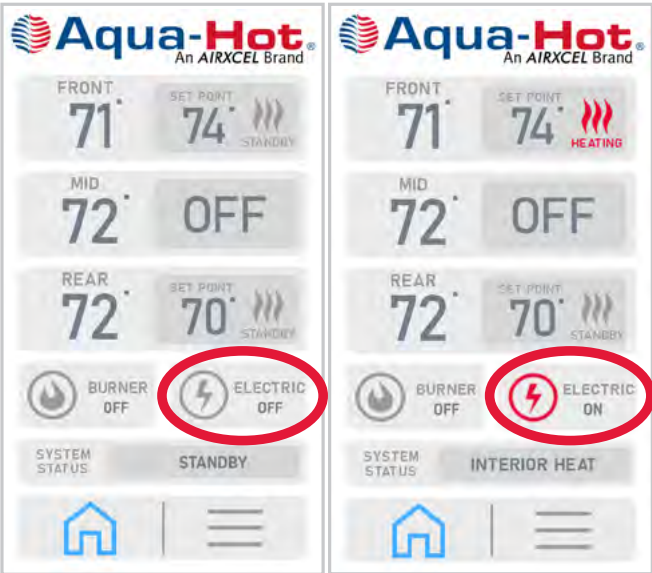 Aqua-Hot®
An AIRXCEL Brand
FRONT
71°
SET POINT
74°
STANDBY
MID
72°
OFF
REAR
72°
SET POINT
70°
STANDBY
BURNER
OFF
ELECTRIC
OFF
SYSTEM
STATUS
STANDBY
Aqua-Hot®
An AIRXCEL Brand
FRONT
71°
SET POINT
74°
HEATING
MID
72°
OFF
REAR
72°
SET POINT
70°
STANDBY
BURNER
OFF
ELECTRIC
ON
SYSTEM
STATUS
INTERIOR HEAT